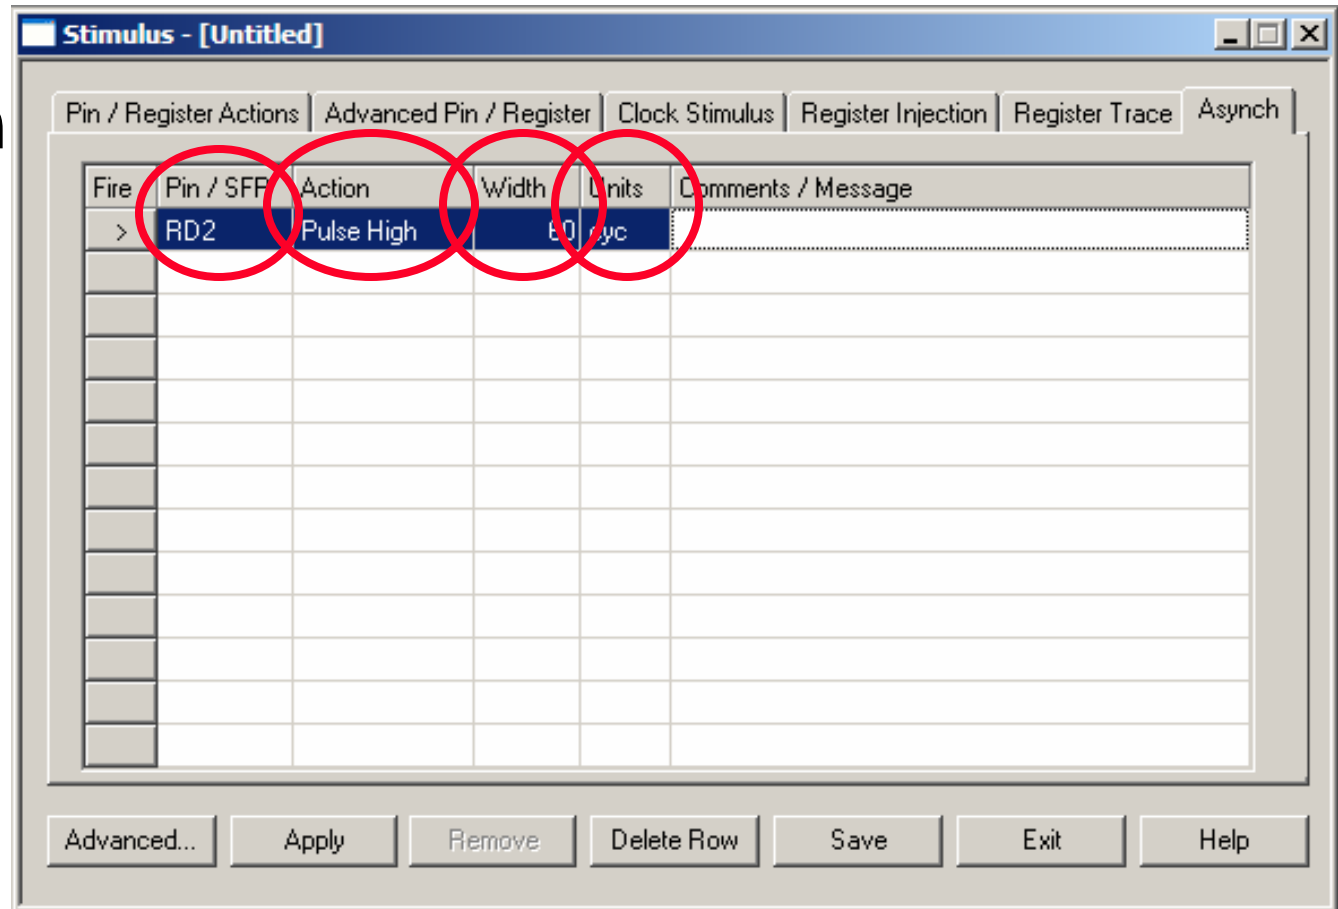 Stimulus - [Untitled]
n
Pin / Register Actions Advanced Pin / Register Clock Stimulus Register Injection Register Trace Asynch
Fire Pin / SFR Action Width Units Comments / Message
> RD2 Pulse High 60 cyc
Advanced... Apply Remove Delete Row Save Exit Help